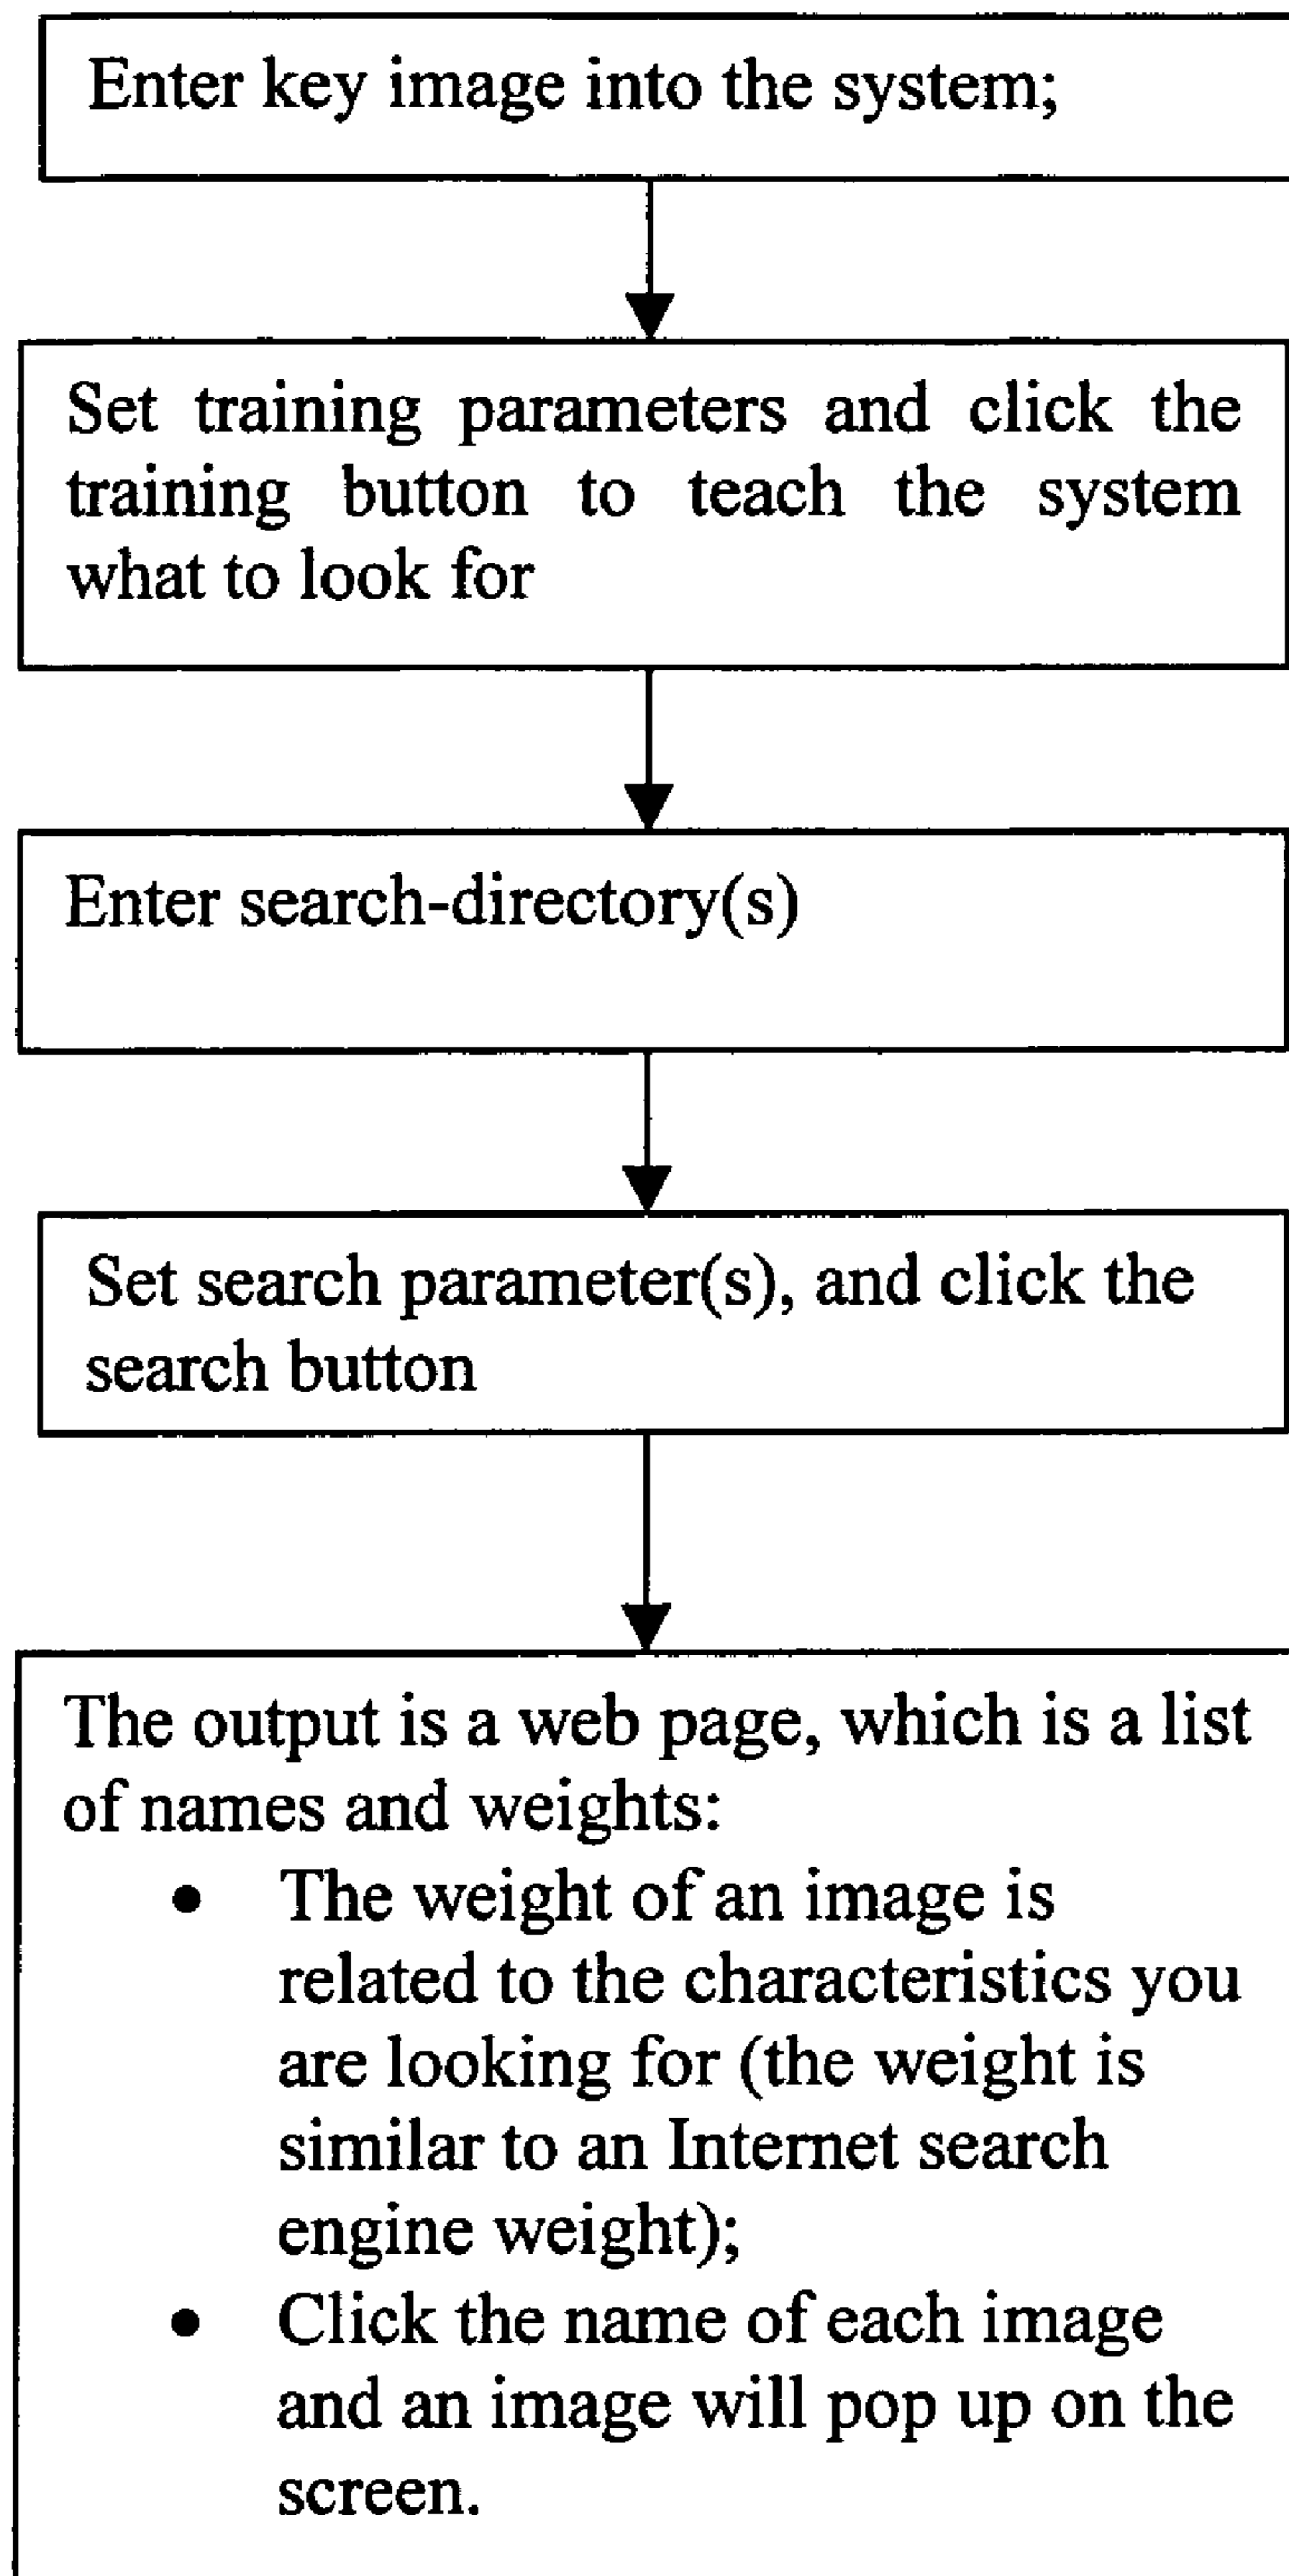 Enter key image into the system;
Set training parameters and click the
training button to teach the system
what to look for
Enter search-directory(s)
Set search parameter(s), and click the
search button
The output is a web page, which is a list
of names and weights:
• The weight of an image is
related to the characteristics you
are looking for (the weight is
similar to an Internet search
engine weight);
• Click the name of each image
and an image will pop up on the
screen.